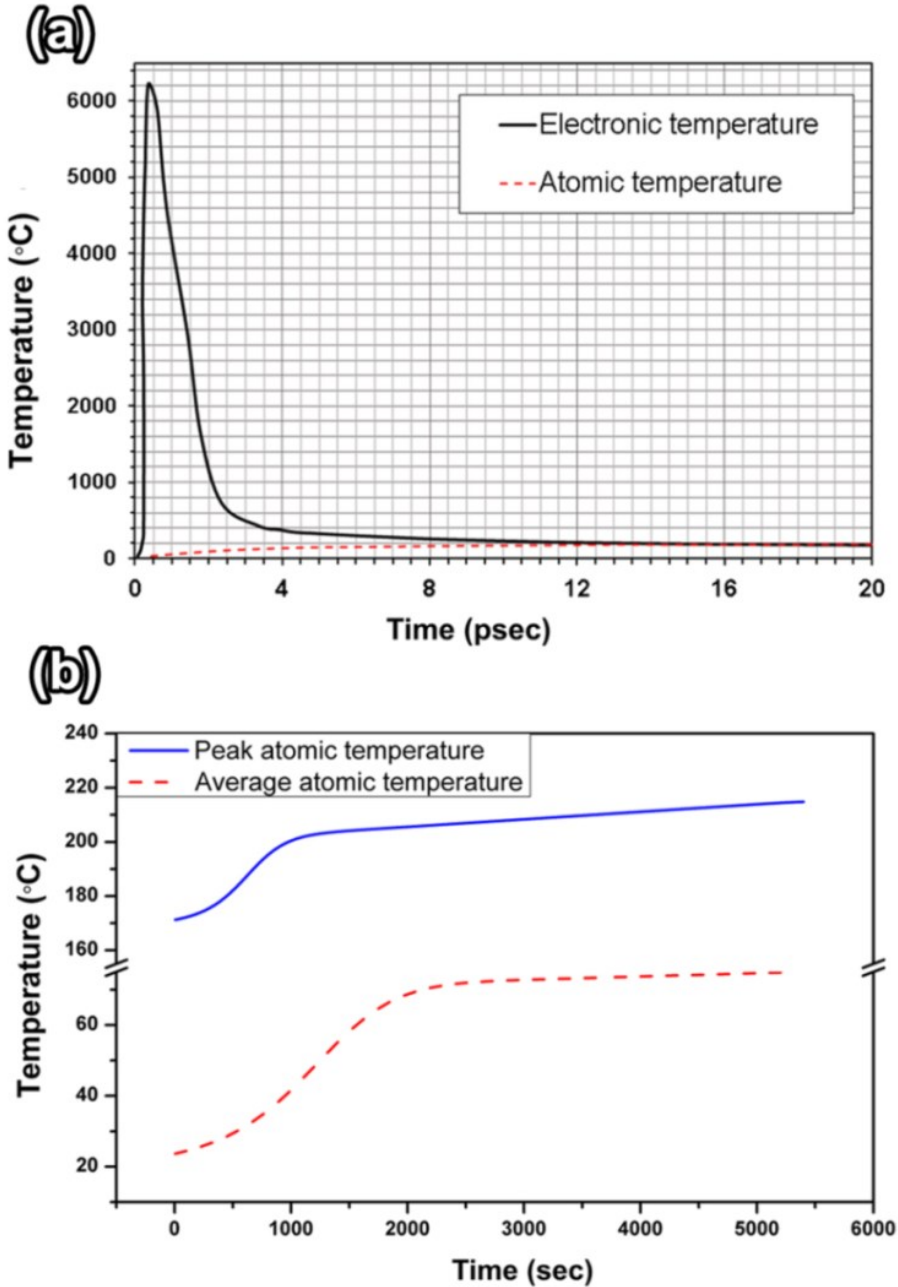 (a)
6000
5000
4000
3000
2000
1000
0
Temperature (°C)
Electronic temperature
Atomic temperature
0 4 8 12 16 20
Time (psec)
(b)
240
220
200
180
160
60
40
20
Temperature (°C)
Peak atomic temperature
Average atomic temperature
0 1000 2000 3000 4000 5000 6000
Time (sec)